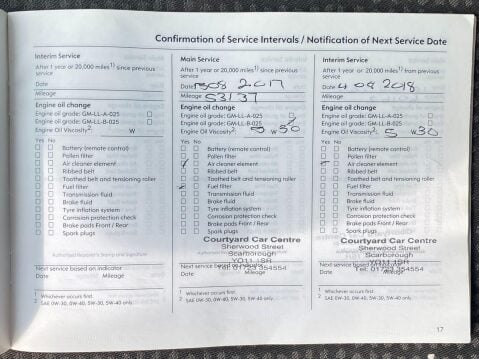 Confirmation of Service Intervals / Notification of Next Service Date
Interim Service
After 1 year or 20,000 miles1) since previous
service
Date
Mileage
Engine oil change
Engine oil grade: GM-LL-A-025
Engine oil grade: GM-LL-B-025
Engine Oil Viscosity2: W
Yes No
Battery (remote control)
Pollen filter
Air cleaner element
Ribbed belt
Toothed belt and tensioning roller
Fuel filter
Transmission fluid
Brake fluid
Tyre inflation system
Corrosion protection check
Brake pads Front / Rear
Spark plugs
Authorised Repairer's Stamp and Signature
Next service based on indicator
Date Mileage
1 Whichever occurs first.
2 SAE 0W-30, 0W-40, 5W-30, 5W-40 only.
Main Service
After 1 year or 20,000 miles1) since previous
service
Date 2017
Mileage 53137
Engine oil change
Engine oil grade: GM-LL-A-025
Engine oil grade: GM-LL-B-025
Engine Oil Viscosity2: 5 W 30
Yes No
Battery (remote control)
Pollen filter
Air cleaner element
Ribbed belt
Toothed belt and tensioning roller
Fuel filter
Transmission fluid
Brake fluid
Tyre inflation system
Corrosion protection check
Brake pads Front / Rear
Spark plugs
Courtyard Car Centre
Sherwood Street
Scarborough
YO11 1SR
Tel: 01723 354554
Next service based on
Date Mileage
1 Whichever occurs first.
2 SAE 0W-30, 0W-40, 5W-30, 5W-40 only.
Interim Service
After 1 year or 20,000 miles1) from previous
service
Date 4 08 2018
Mileage
Engine oil change
Engine oil grade: GM-LL-A-025
Engine oil grade: GM-LL-B-025
Engine Oil Viscosity2: 5 W 30
Yes No
Battery (remote control)
Pollen filter
Air cleaner element
Ribbed belt
Toothed belt and tensioning roller
Fuel filter
Transmission fluid
Brake fluid
Tyre inflation system
Corrosion protection check
Brake pads Front / Rear
Spark plugs
Courtyard Car Centre
Sherwood Street
Scarborough
YO11 1SR
Tel: 01723 354554
Next service based
Date Mileage
1 Whichever occurs first.
2 SAE 0W-30, 0W-40, 5W-30, 5W-40 only.
17